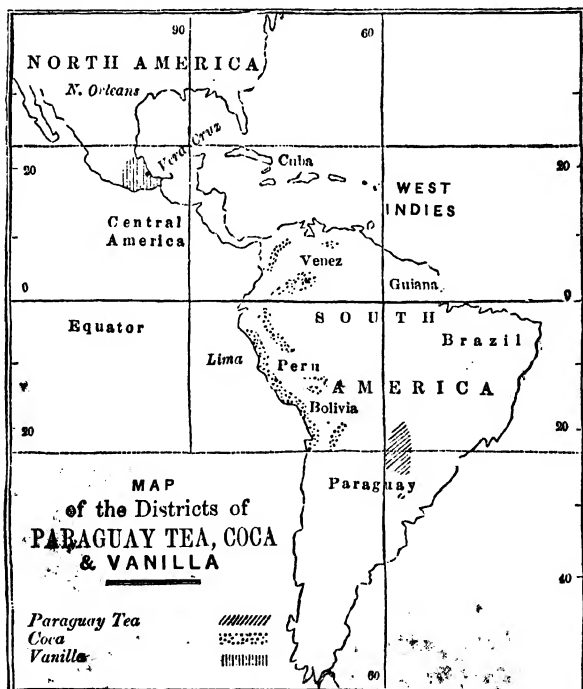 90
60
NORTH AMERICA
N. Orleans
Vera Cruz
20
Cuba
20
WEST
INDIES
Central
America
Venez
0
Guiana
0
SOUTH
Equator
Brazil
Lima
Peru
AMERICA
Bolivia
20
20
Paraguay
MAP
of the Districts of
PARAGUAY TEA, COCA
& VANILLA
40
Paraguay Tea
Coca
Vanilla
60